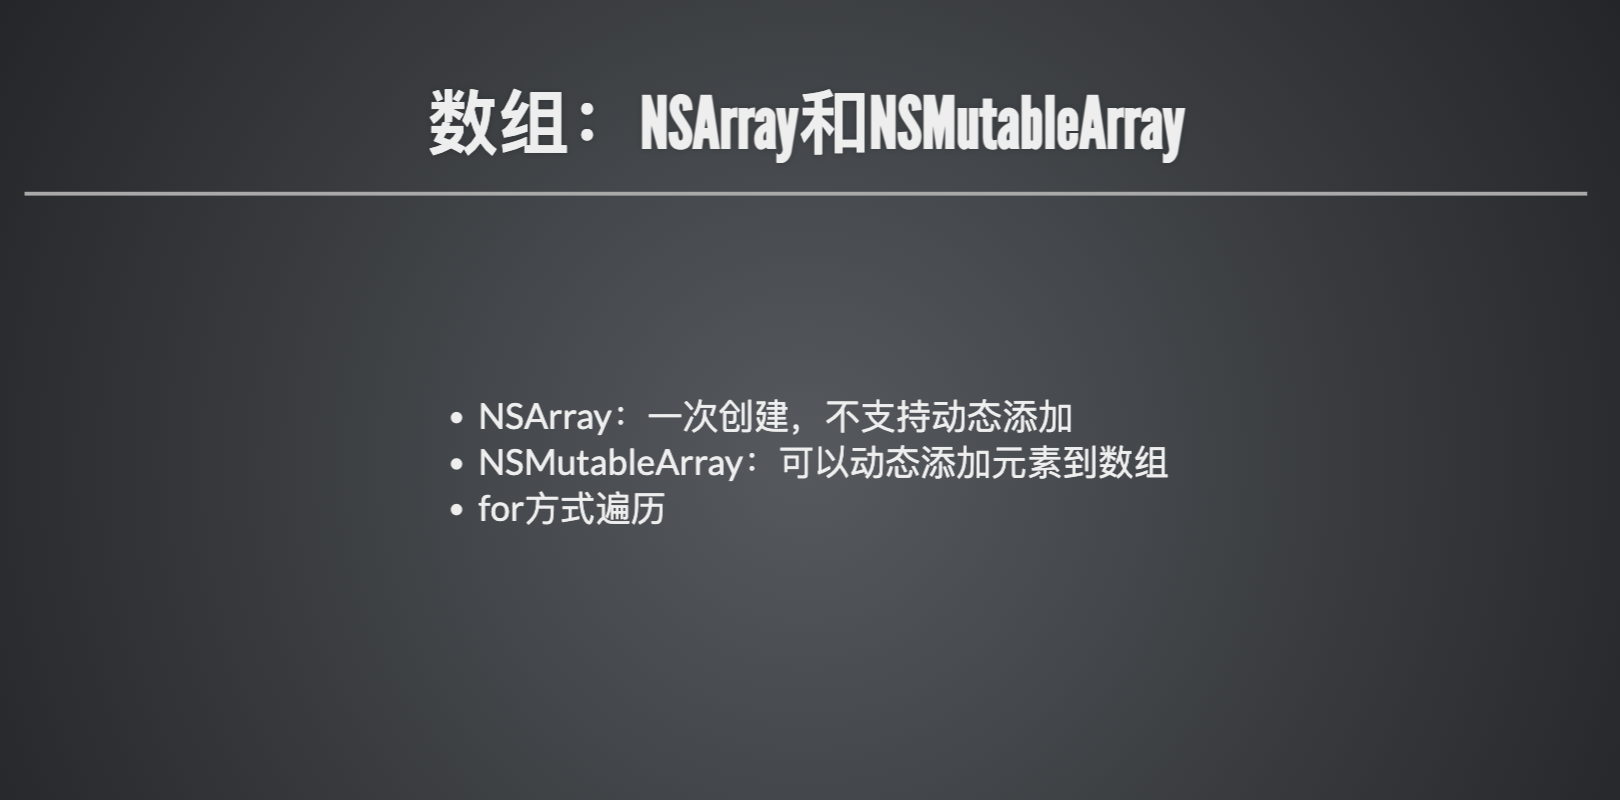 数组：NSArray和NSMutableArray
NSArray：一次创建，不支持动态添加
NSMutableArray：可以动态添加元素到数组
for方式遍历